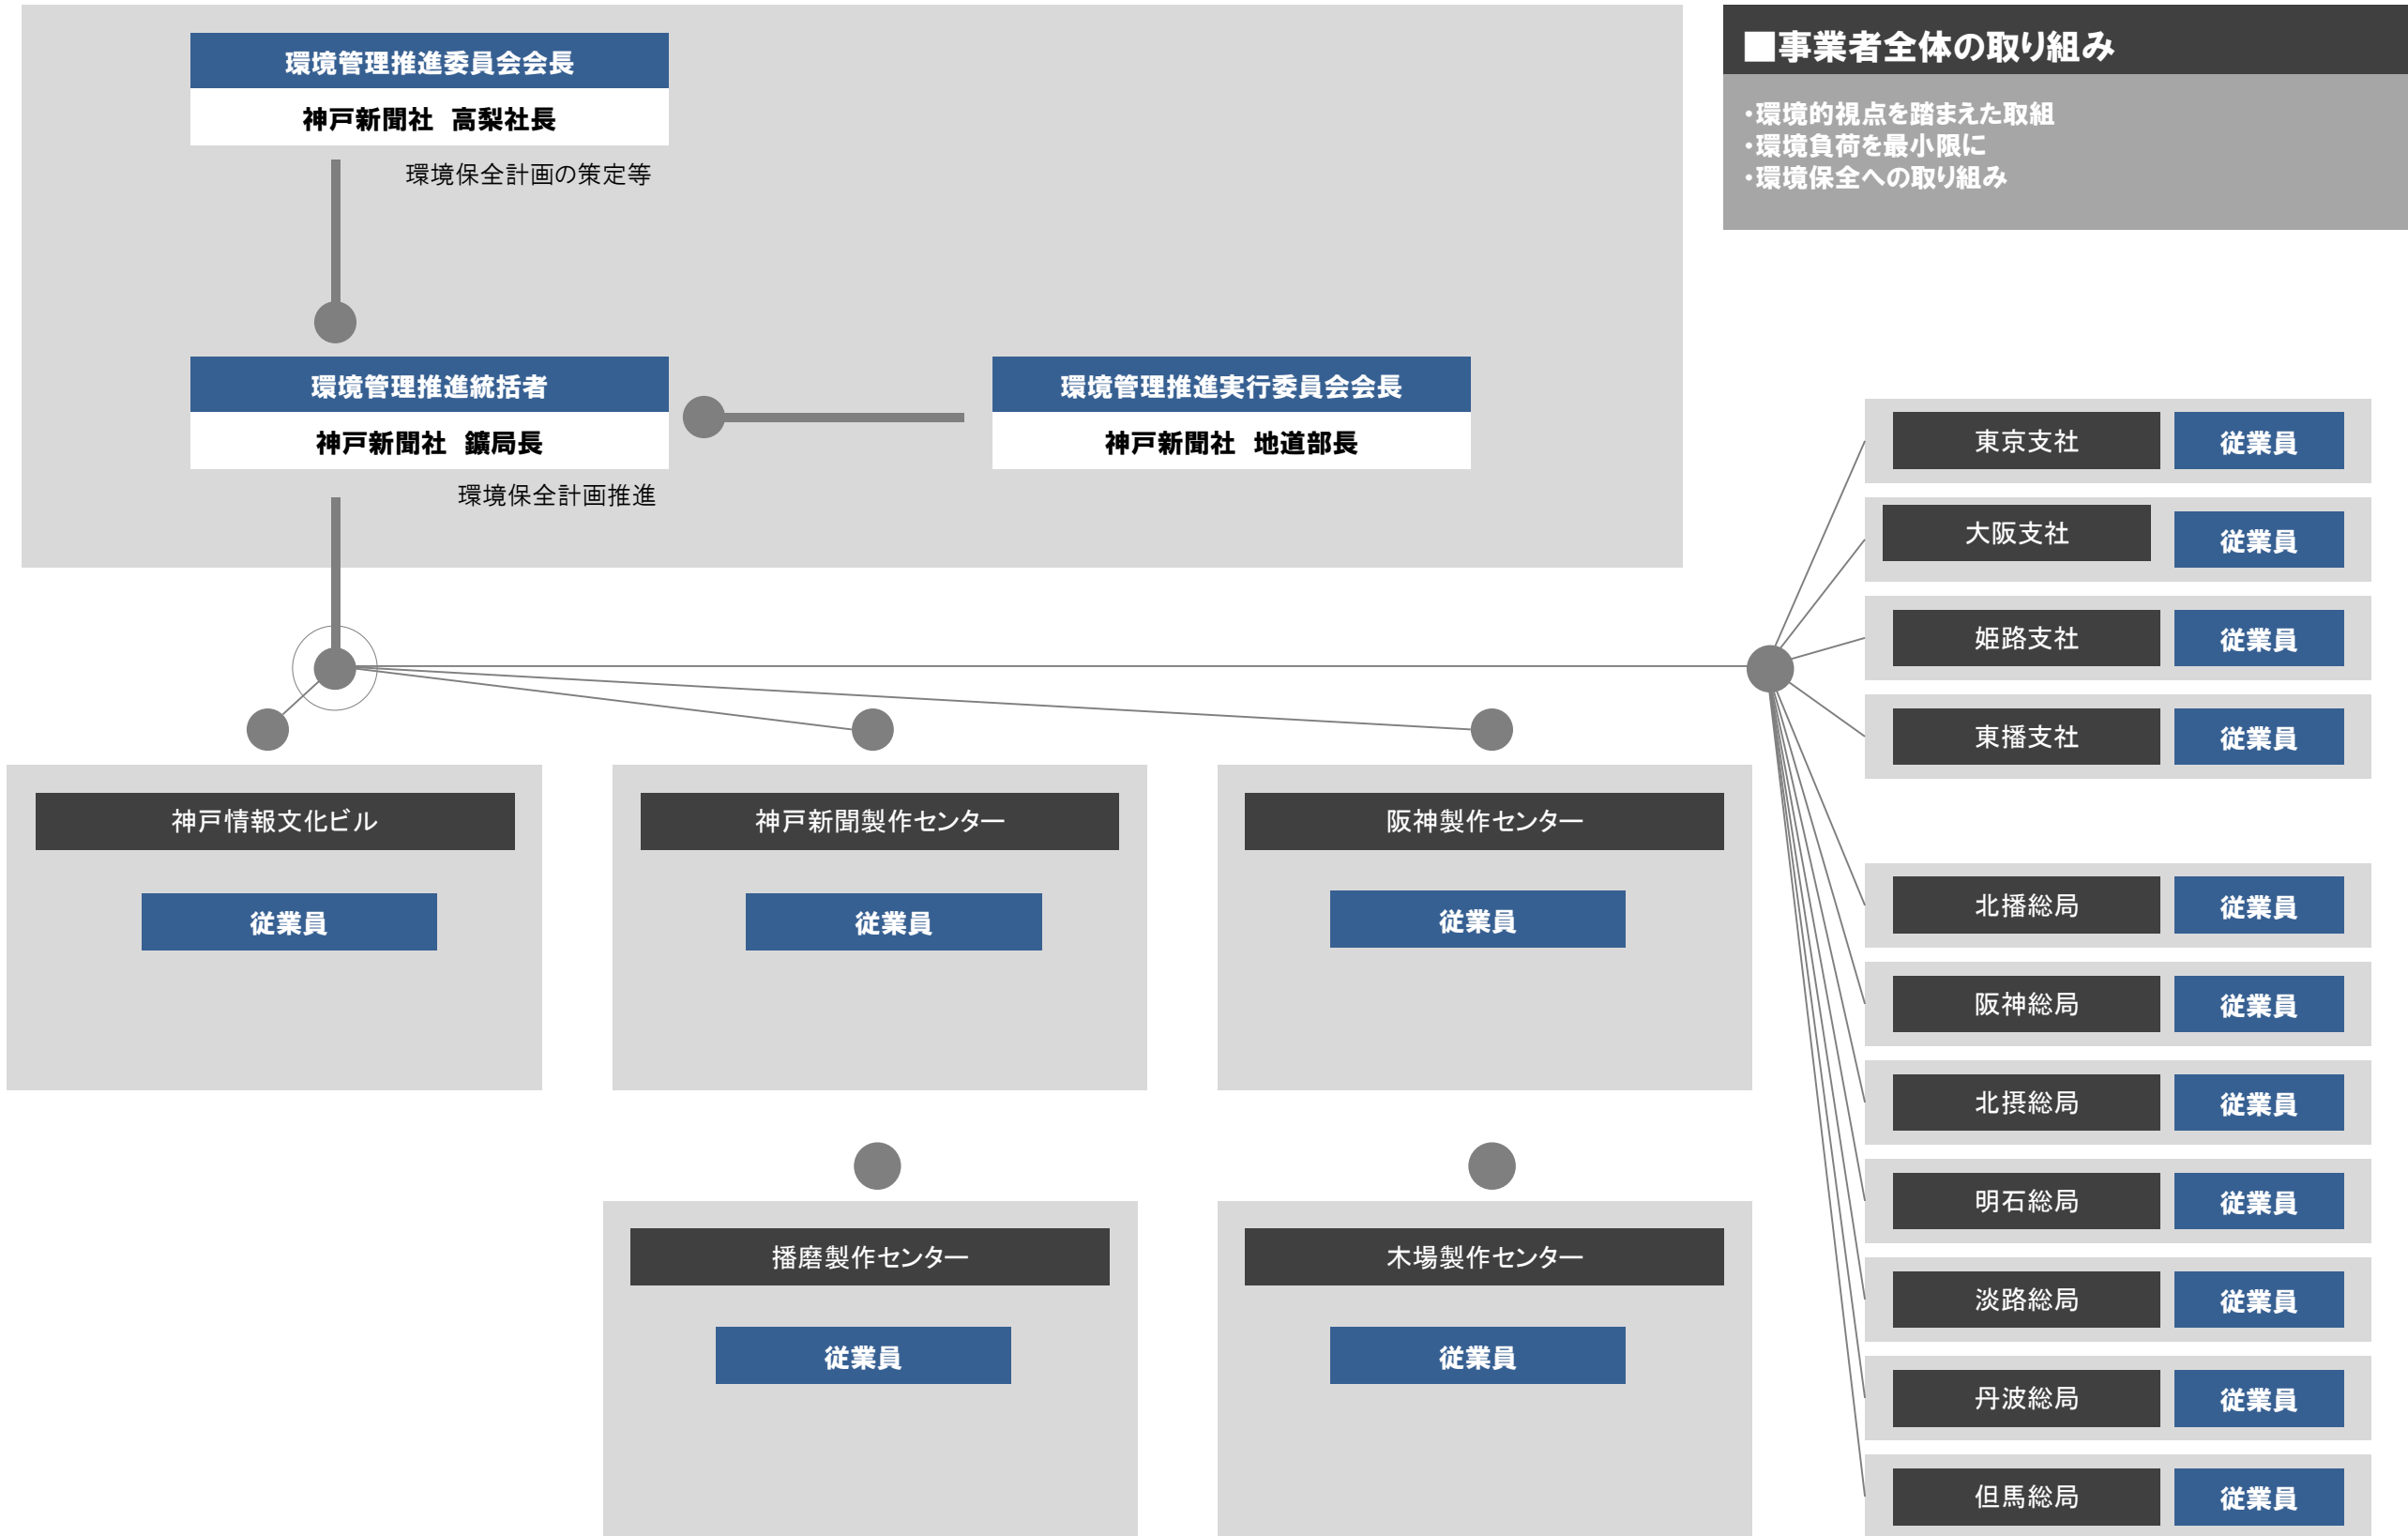 環境管理推進委員会会長
神戸新聞社 高梨社長
環境保全計画の策定等
■事業者全体の取り組み
・環境的視点を踏まえた取組
・環境負荷を最小限に
・環境保全への取り組み
環境管理推進統括者
神戸新聞社 鑛局長
環境保全計画推進
環境管理推進実行委員会会長
神戸新聞社 地道部長
東京支社 従業員
大阪支社 従業員
姫路支社 従業員
東播支社 従業員
神戸情報文化ビル
従業員
神戸新聞製作センター
従業員
阪神製作センター
従業員
播磨製作センター
従業員
木場製作センター
従業員
北播総局 従業員
阪神総局 従業員
北摂総局 従業員
明石総局 従業員
淡路総局 従業員
丹波総局 従業員
但馬総局 従業員